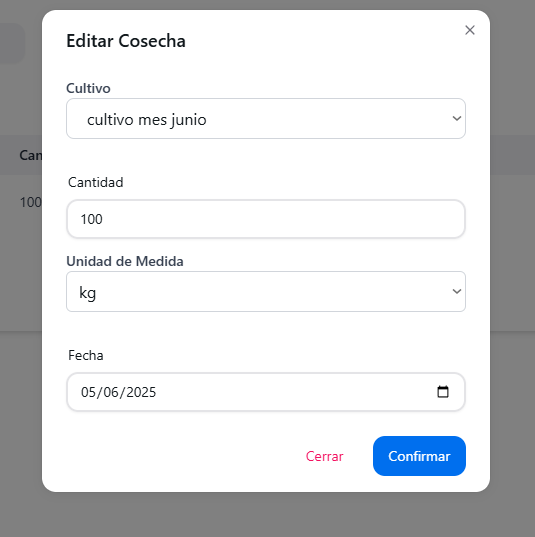 Editar Cosecha
Cultivo
cultivo mes junio
Can
Cantidad
100
100
Unidad de Medida
kg
Fecha
05/06/2025
Cerrar
Confirmar